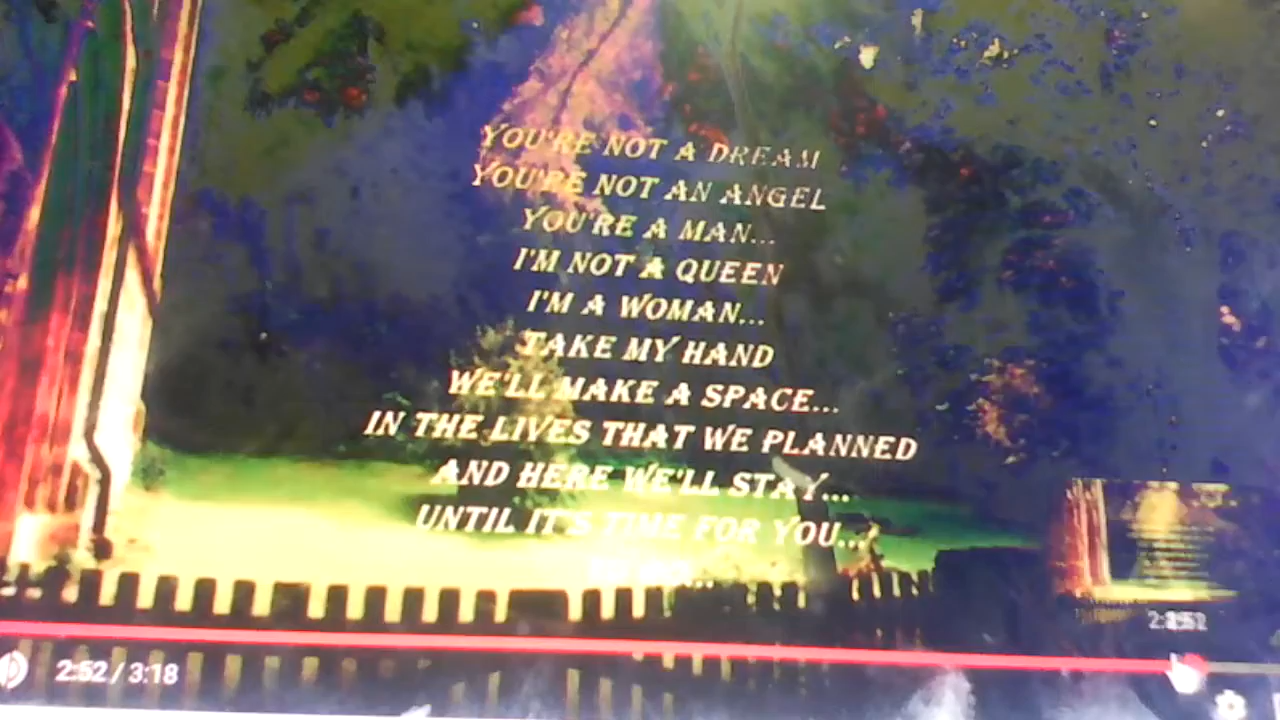 YOU'RE NOT A DREAM
YOU'RE NOT AN ANGEL
YOU'RE A MAN...
I'M NOT A QUEEN
I'M A WOMAN...
TAKE MY HAND
WE'LL MAKE A SPACE...
IN THE LIVES THAT WE PLANNED
AND HERE WE'LL STAY...
UNTIL IT'S TIME FOR YOU...
2:52 / 3:18